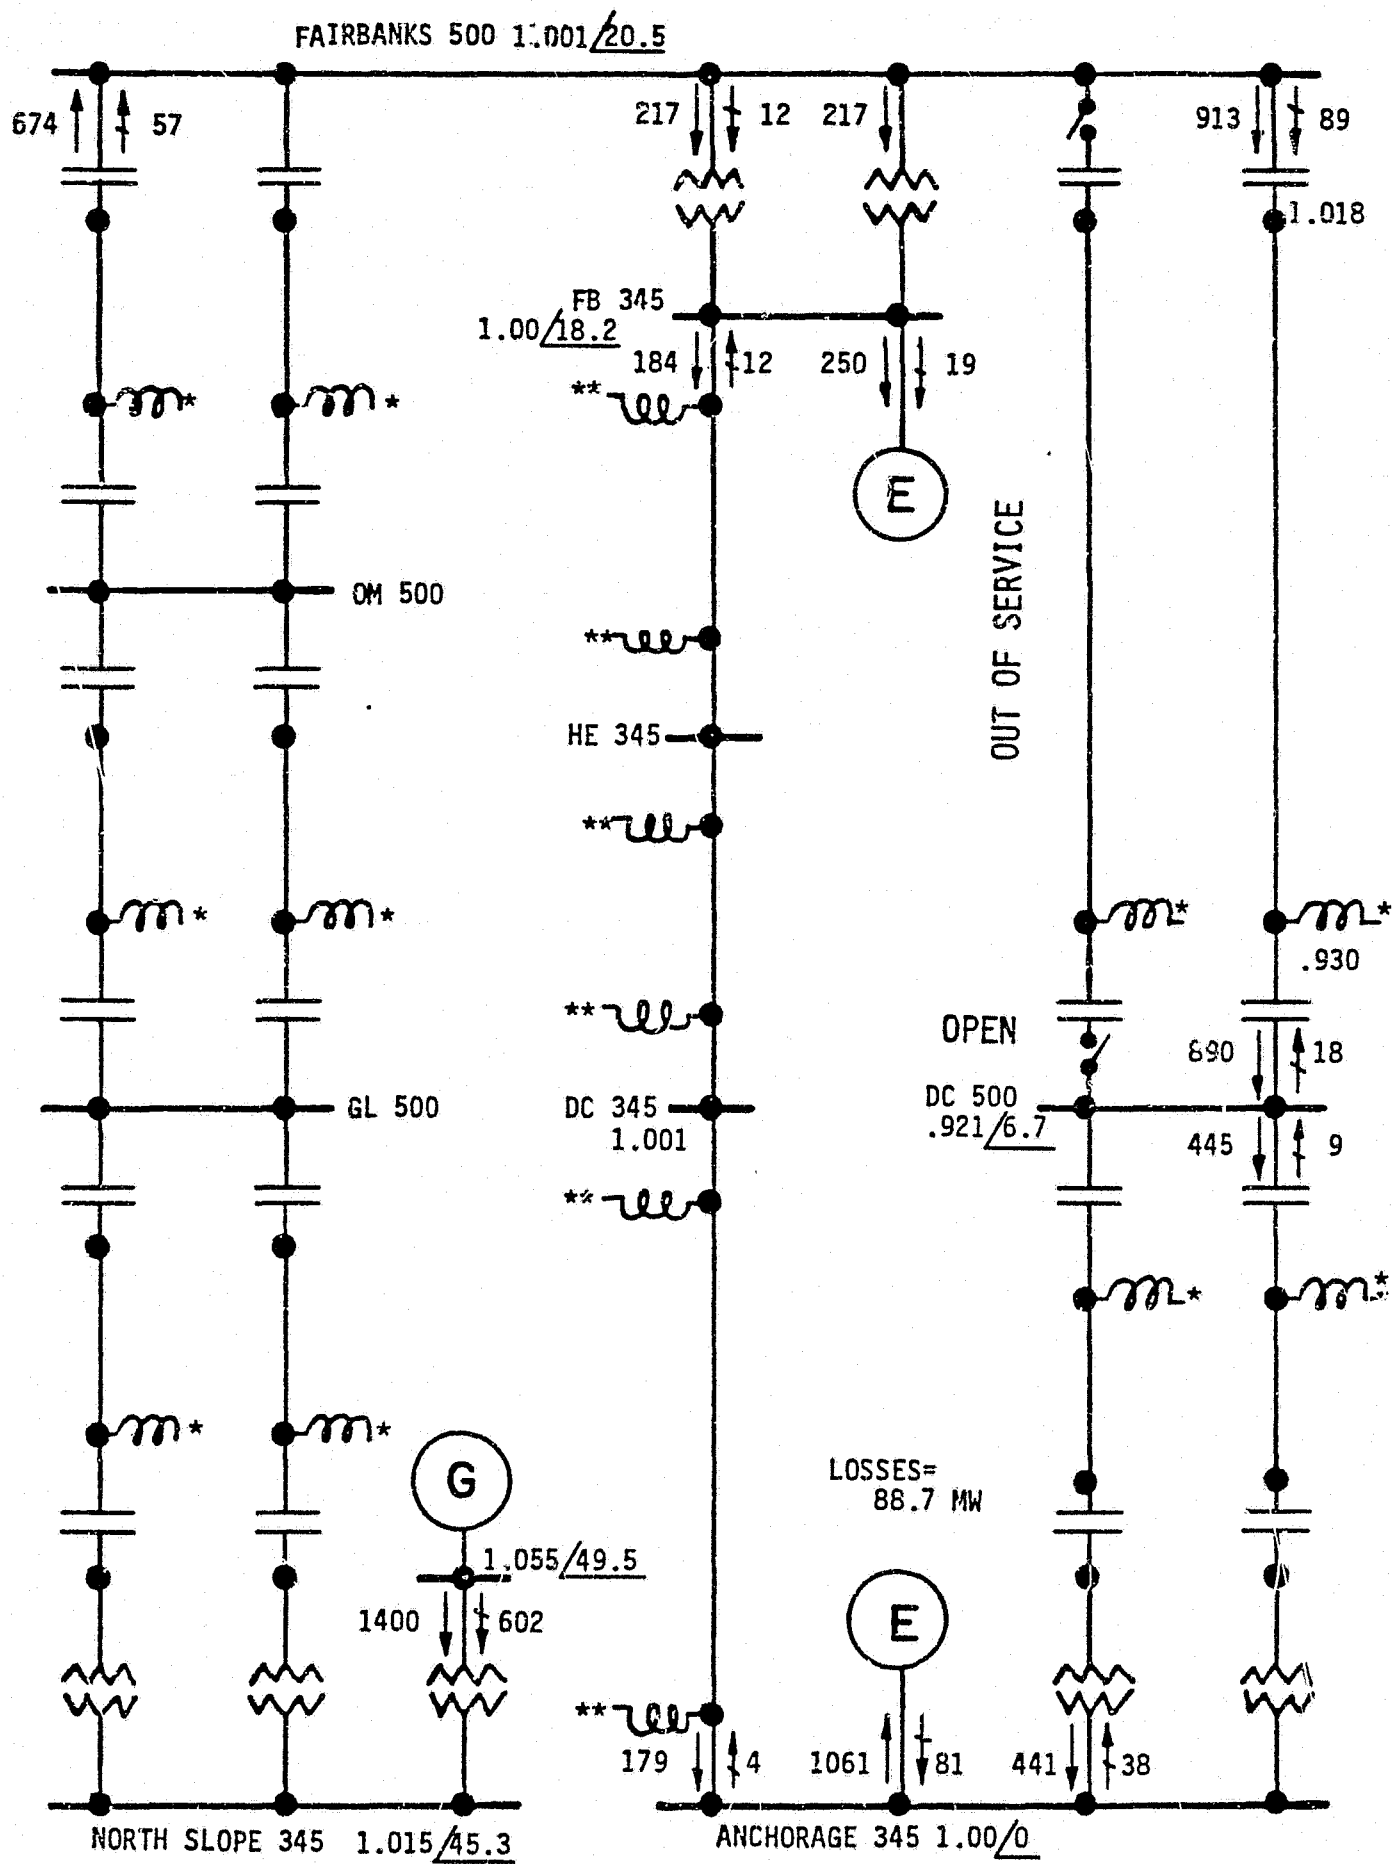 FAIRBANKS 500 1.001/20.5
674
57
217
12
217
913
89
1.018
FB 345
1.00/18.2
184
12
250
19
**
*
*
E
OM 500
OUT OF SERVICE
**
HE 345
**
*
*
*
*
.930
**
OPEN
890
18
GL 500
DC 345
1.001
DC 500
.921/6.7
445
9
**
*
*
*
*
G
LOSSES=
88.7 MW
1.055/49.5
1400
602
E
**
179
4
1061
81
441
38
NORTH SLOPE 345 1.015/45.3
ANCHORAGE 345 1.00/0